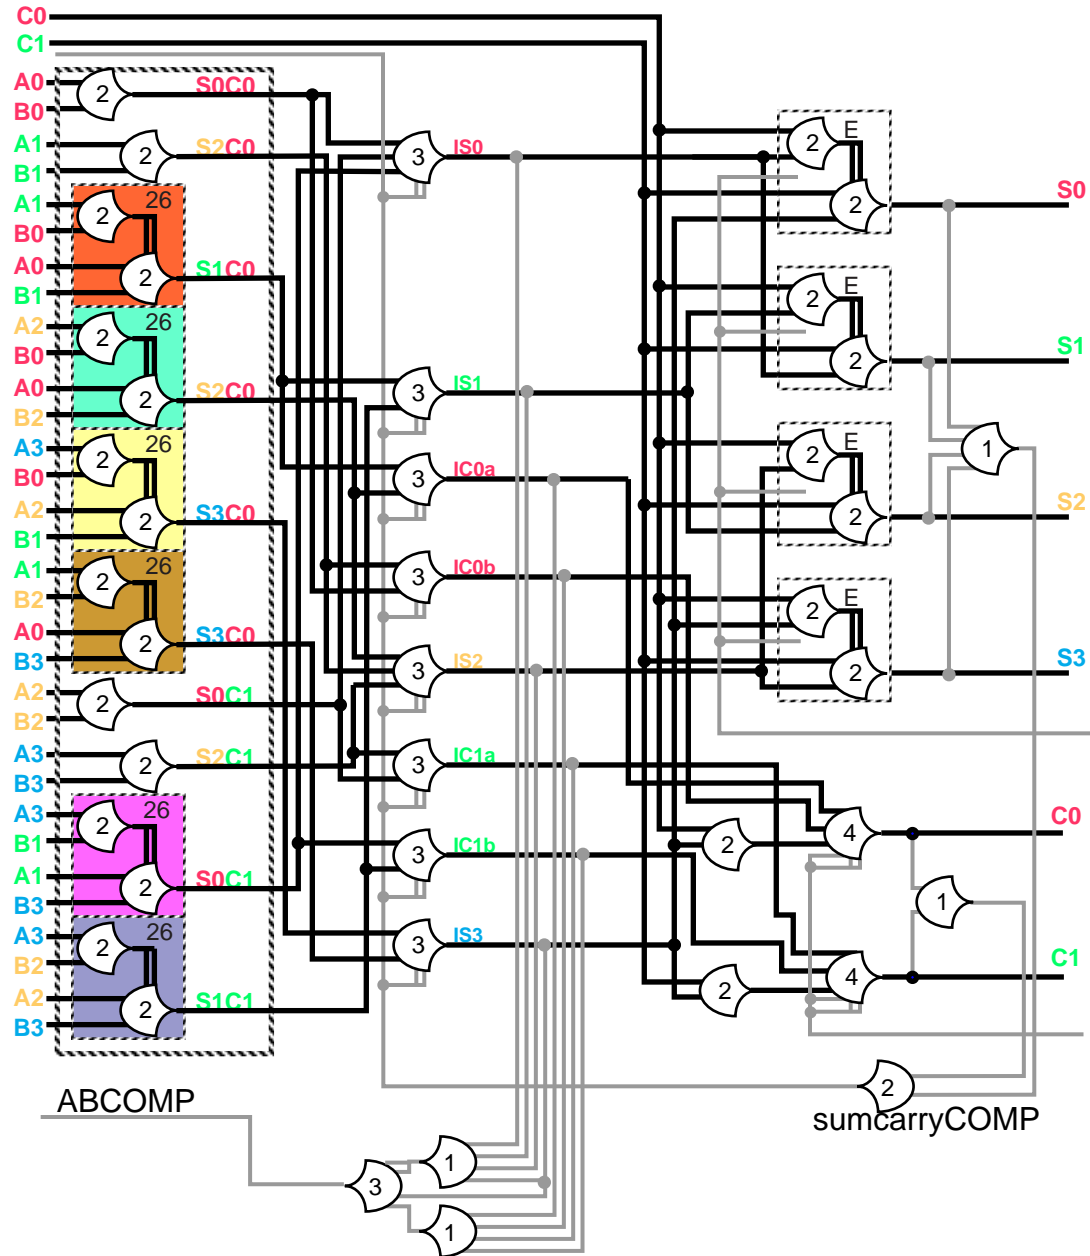 C0
C1
A0
B0
2
S0C0
A1
B1
2
S2C0
A1
B0
2
26
A0
B1
2
S1C0
A2
B0
2
26
A0
B2
2
S2C0
A3
B0
2
26
A2
B1
2
S3C0
A1
B2
2
26
A0
B3
2
S3C0
A2
B2
2
S0C1
A3
B3
2
S2C1
A3
B1
2
26
A1
B3
2
S0C1
A3
B2
2
26
A2
B3
2
S1C1
3
IS0
3
IS1
3
IC0a
3
IC0b
3
IS2
3
IC1a
3
IC1b
3
IS3
2
E
2
S0
2
E
2
S1
2
E
2
S2
2
E
2
S3
1
2
4
C0
1
2
4
C1
2
sumcarryCOMP
ABCOMP
3
1
1